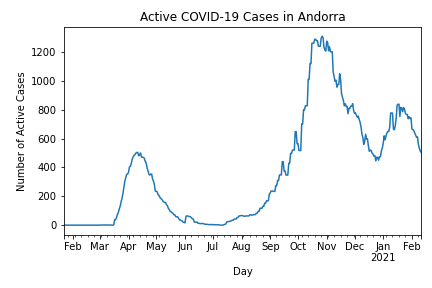 Active COVID-19 Cases in Andorra
Number of Active Cases
1200
1000
800
600
400
200
0
Feb Mar Apr May Jun Jul Aug Sep Oct Nov Dec Jan Feb
2021
Day